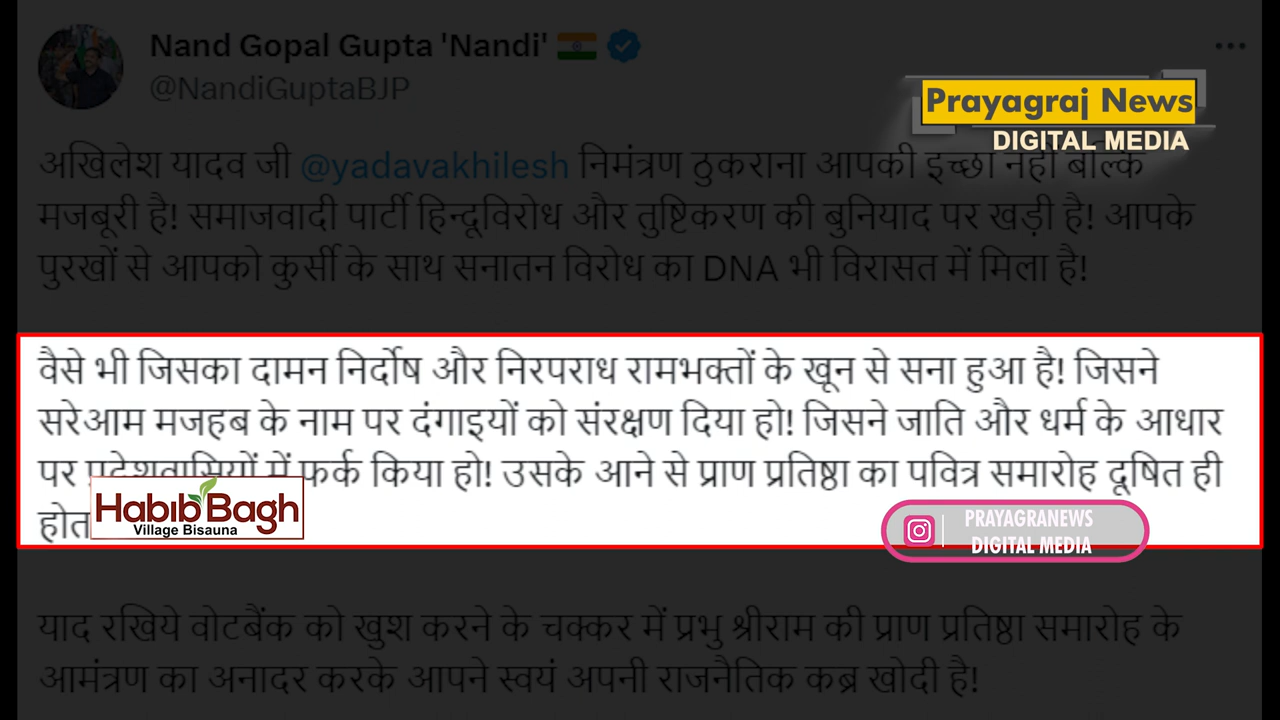 Nand Gopal Gupta 'Nandi'
@NandiGuptaBJP
Prayagraj News
DIGITAL MEDIA
अखिलेश यादव जी @yadavakhilesh निमंत्रण ठुकराना आपकी इच्छा नहीं बल्कि
मजबूरी है! समाजवादी पार्टी हिन्दूविरोध और तुष्टिकरण की बुनियाद पर खड़ी है! आपके
पुरखों से आपको कुर्सी के साथ सनातन विरोध का DNA भी विरासत में मिला है!
वैसे भी जिसका दामन निर्दोष और निरपराध रामभक्तों के खून से सना हुआ है! जिसने
सरेआम मजहब के नाम पर दंगाइयों को संरक्षण दिया हो! जिसने जाति और धर्म के आधार
पर प्रदेशवासियों में फर्क किया हो! उसके आने से प्राण प्रतिष्ठा का पवित्र समारोह दूषित ही
Habib Bagh
Village Bisauna
PRAYAGRANEWS
DIGITAL MEDIA
याद रखिये वोटबैंक को खुश करने के चक्कर में प्रभु श्रीराम की प्राण प्रतिष्ठा समारोह के
आमंत्रण का अनादर करके आपने स्वयं अपनी राजनैतिक कब्र खोदी है!